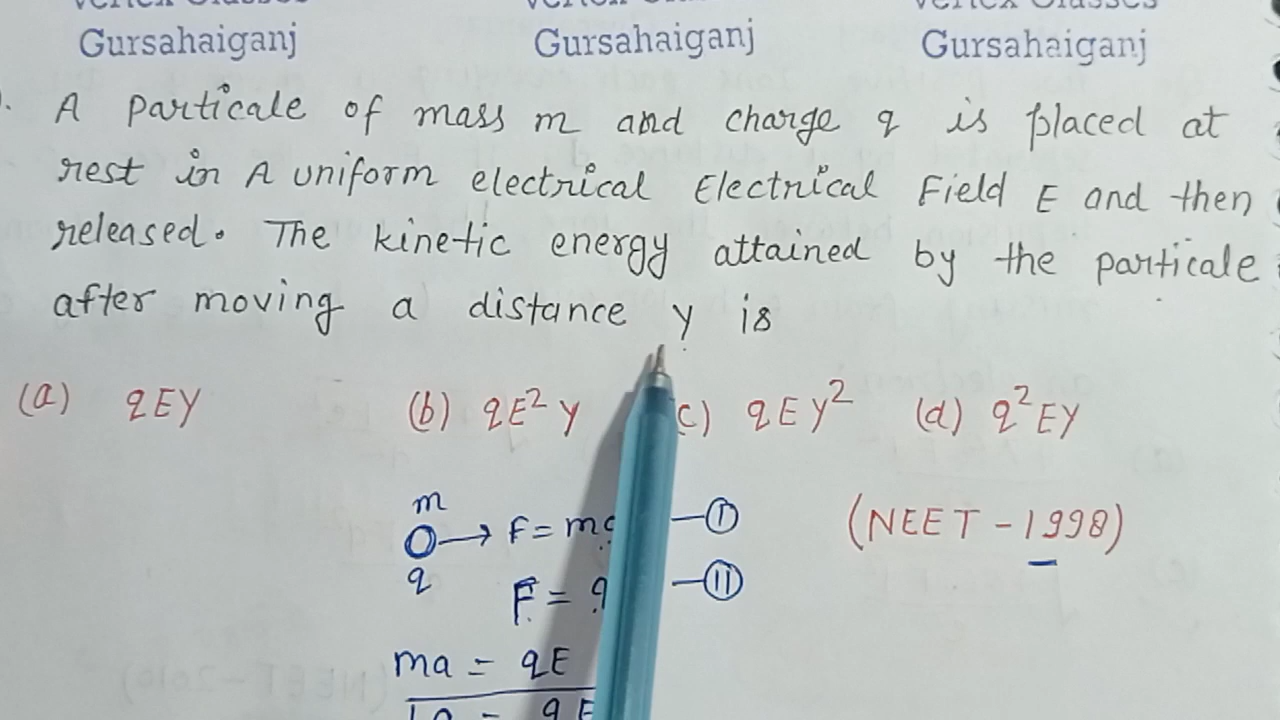 Gursahaiganj Gursahaiganj Gursahaiganj
A particale of mass m and charge q is placed at
rest in A uniform electrical Electrical Field E and then
released. The kinetic energy attained by the particale
after moving a distance y is
(a) qEY (b) qE²y c) qEy² (d) q²EY
m
F = m — I (NEET - 1998)
q
F = q — II
ma = qE